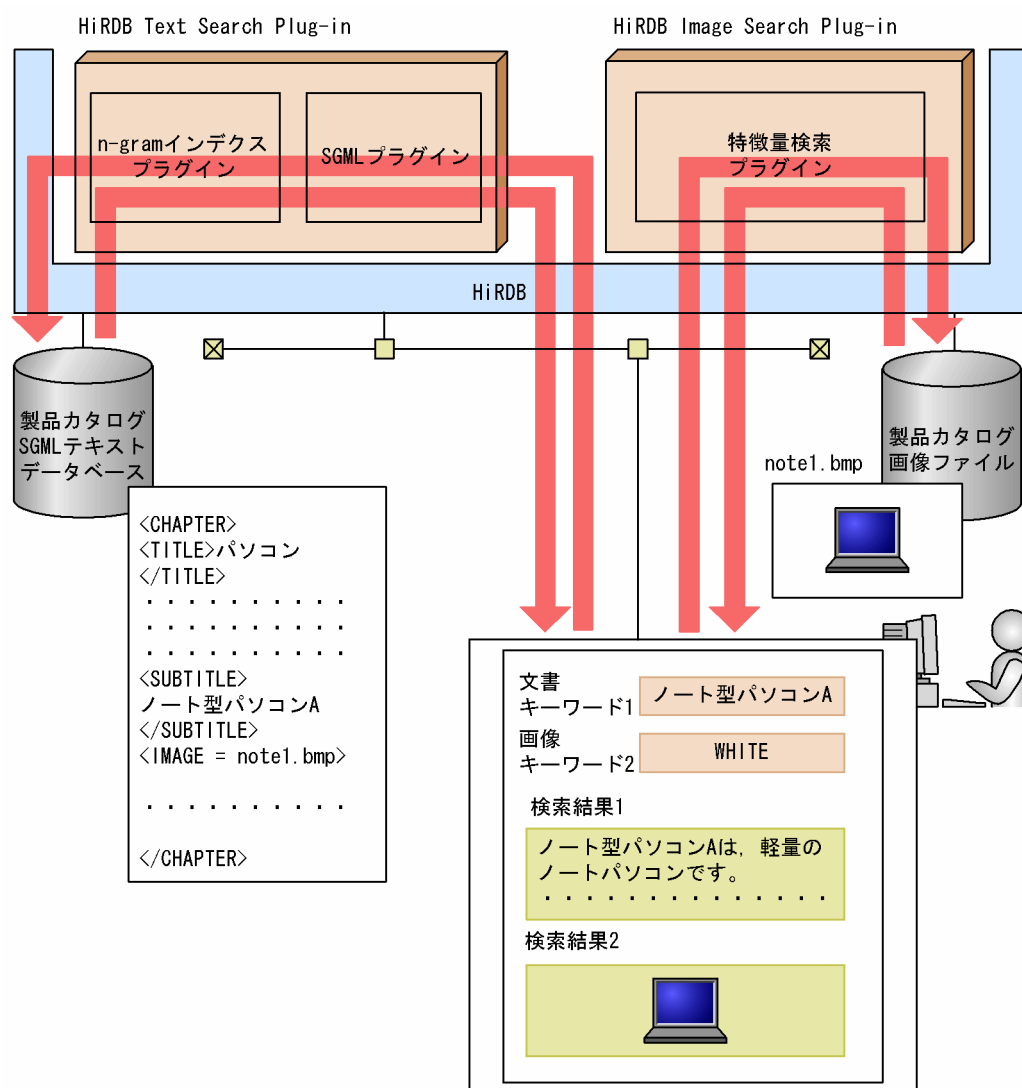 HiRDB Text Search Plug-in
HiRDB Image Search Plug-in
n-gramインデクス
プラグイン
SGMLプラグイン
特徴量検索
プラグイン
HiRDB
製品カタログ
SGMLテキスト
データベース
製品カタログ
画像ファイル
note1.bmp
<CHAPTER>
<TITLE>パソコン
</TITLE>
・・・・・・・・・・
・・・・・・・・・・
・・・・・・・・・・
<SUBTITLE>
ノート型パソコンA
</SUBTITLE>
<IMAGE = note1.bmp>
・・・・・・・・・・
</CHAPTER>
文書
キーワード1
ノート型パソコンA
画像
キーワード2
WHITE
検索結果1
ノート型パソコンAは，軽量の
ノートパソコンです。
・・・・・・・・・・・・・・
検索結果2